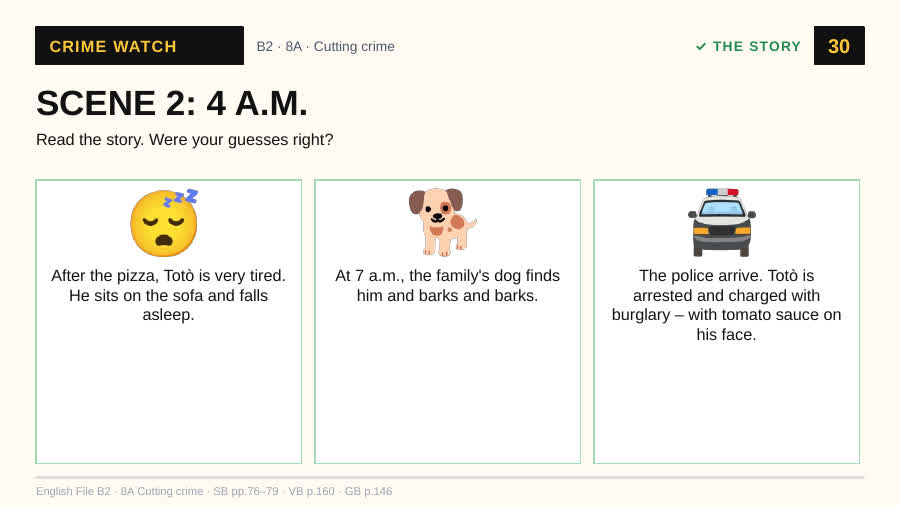 CRIME WATCH
B2 · 8A · Cutting crime
✓ THE STORY
30
SCENE 2: 4 A.M.
Read the story. Were your guesses right?
After the pizza, Totò is very tired.
He sits on the sofa and falls
asleep.
At 7 a.m., the family's dog finds
him and barks and barks.
The police arrive. Totò is
arrested and charged with
burglary – with tomato sauce on
his face.
English File B2 · 8A Cutting crime · SB pp.76–79 · VB p.160 · GB p.146